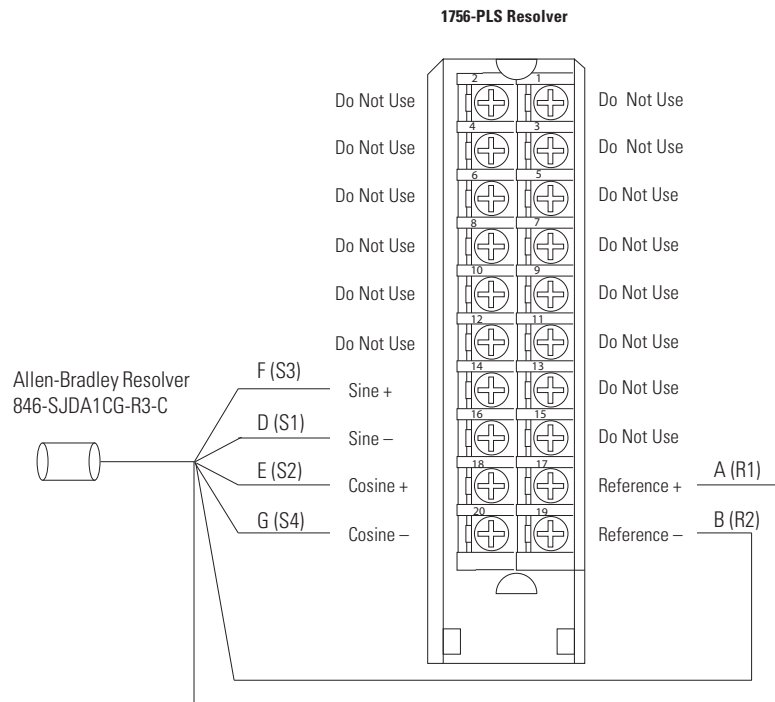 1756-PLS Resolver
2 1
Do Not Use Do Not Use
4 3
Do Not Use Do Not Use
6 5
Do Not Use Do Not Use
8 7
Do Not Use Do Not Use
10 9
Do Not Use Do Not Use
12 11
Do Not Use Do Not Use
14 13
Allen-Bradley Resolver
846-SJDA1CG-R3-C
F (S3) Sine + Do Not Use
16 15
D (S1) Sine – Do Not Use
18 17
E (S2) Cosine + Reference + A (R1)
20 19
G (S4) Cosine – Reference – B (R2)